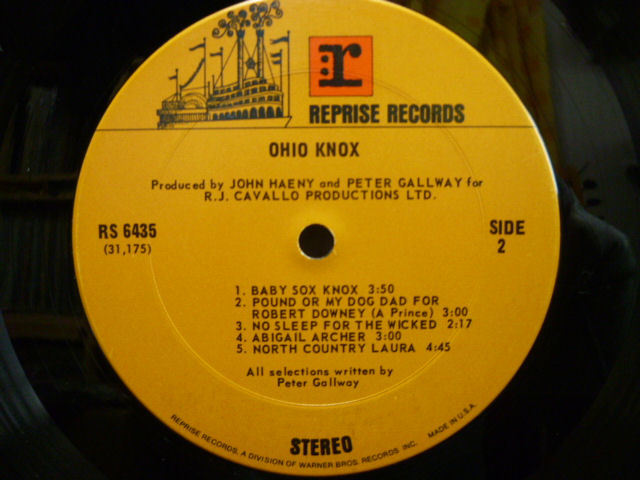 r
REPRISE RECORDS
OHIO KNOX
Produced by JOHN HAENY and PETER GALLWAY for
R.J. CAVALLO PRODUCTIONS LTD.
RS 6435
(31,175)
SIDE
2
1. BABY SOX KNOX 3:50
2. POUND OR MY DOG DAD FOR
ROBERT DOWNEY (A Prince) 3:00
3. NO SLEEP FOR THE WICKED 2:17
4. ABIGAIL ARCHER 3:00
5. NORTH COUNTRY LAURA 4:45
All selections written by
Peter Gallway
STEREO
REPRISE RECORDS, A DIVISION OF WARNER BROS. RECORDS INC. MADE IN U.S.A.